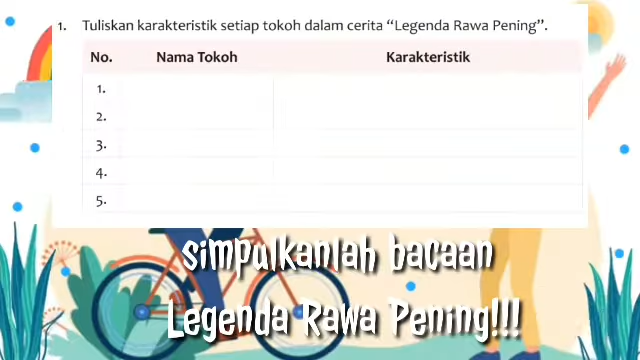 1. Tuliskan karakteristik setiap tokoh dalam cerita “Legenda Rawa Pening”.
No. Nama Tokoh Karakteristik
1.
2.
3.
4.
5.
simpulkanlah bacaan
Legenda Rawa Pening!!!